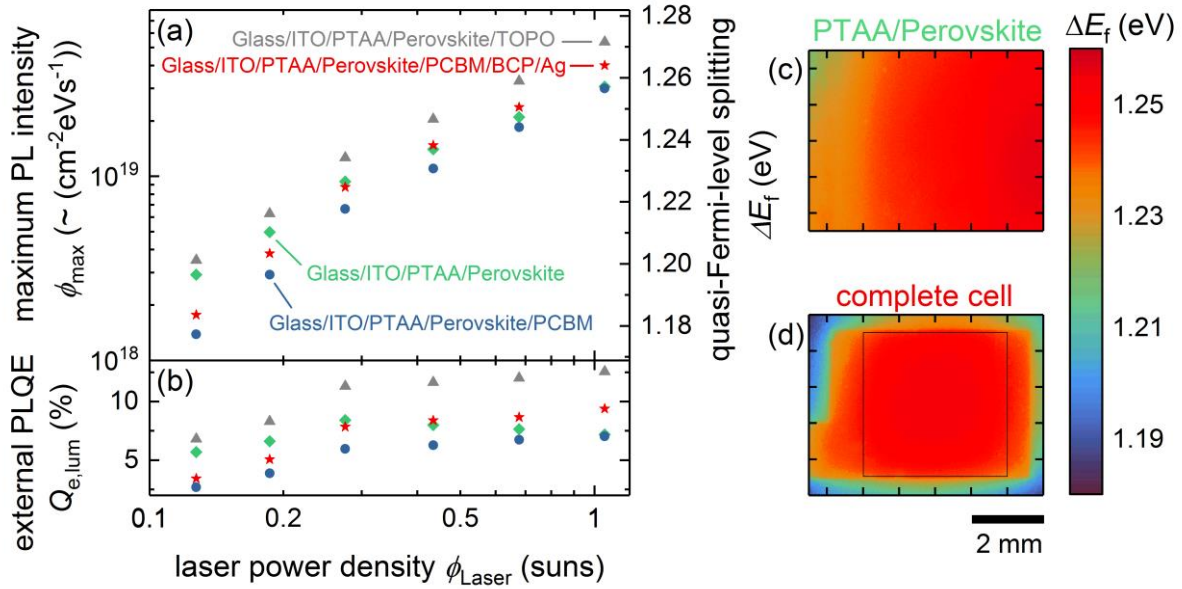 (a)
Glass/ITO/PTAA/Perovskite/TOPO
Glass/ITO/PTAA/Perovskite/PCBM/BCP/Ag
Glass/ITO/PTAA/Perovskite
Glass/ITO/PTAA/Perovskite/PCBM
maximum PL intensity
ϕmax (~ (cm-2eVs-1))
10^19
10^18
1.28
1.26
1.24
1.22
1.20
1.18
quasi-Fermi-level splitting
ΔEf (eV)
(b)
external PLQE
Qe,lum (%)
10
5
0.1
0.2
0.5
1
laser power density ϕLaser (suns)
PTAA/Perovskite
(c)
complete cell
(d)
2 mm
ΔEf (eV)
1.25
1.23
1.21
1.19